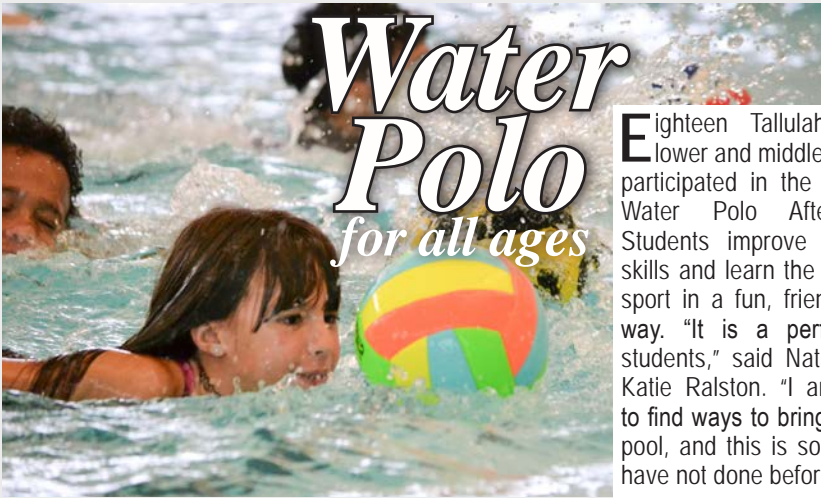 Water
Polo
for all ages
Eighteen Tallulah
lower and middle
participated in the
Water Polo Afte
Students improve
skills and learn the
sport in a fun, frien
way. “It is a perf
students,” said Nat
Katie Ralston. “I a
to find ways to bring
pool, and this is so
have not done befor